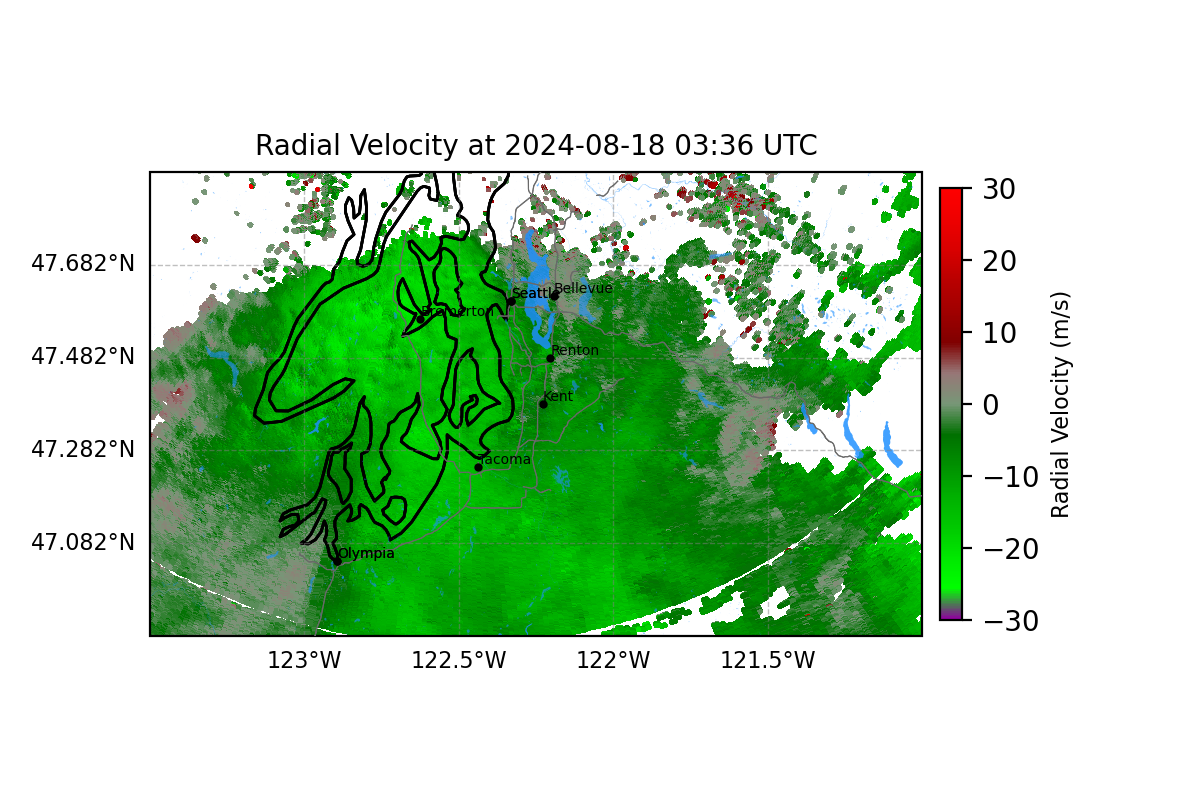 Radial Velocity at 2024-08-18 03:36 UTC
47.682°N
47.482°N
47.282°N
47.082°N
123°W
122.5°W
122°W
121.5°W
Seattle
Bellevue
Bremerton
Renton
Kent
Tacoma
Olympia
30
20
10
0
−10
−20
−30
Radial Velocity (m/s)